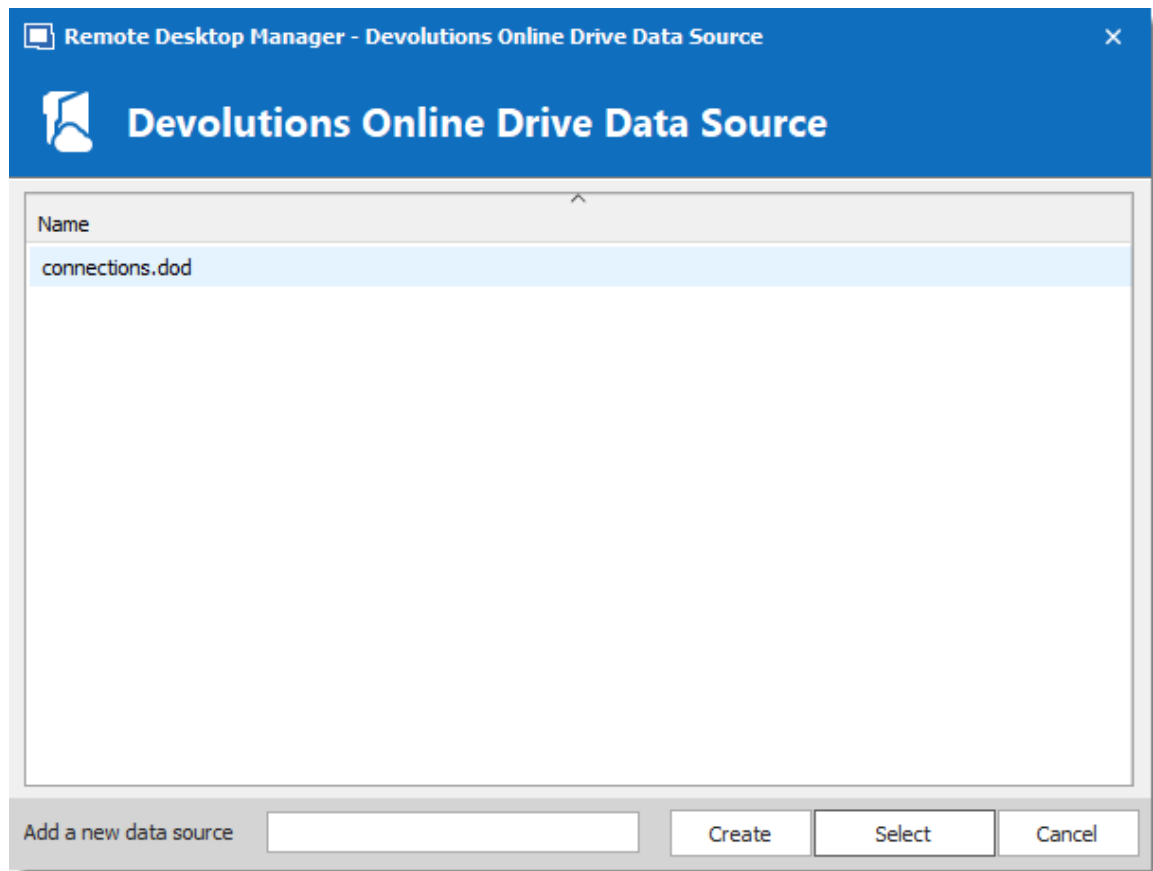 Remote Desktop Manager - Devolutions Online Drive Data Source
Devolutions Online Drive Data Source
Name
connections.dod
Add a new data source
Create
Select
Cancel